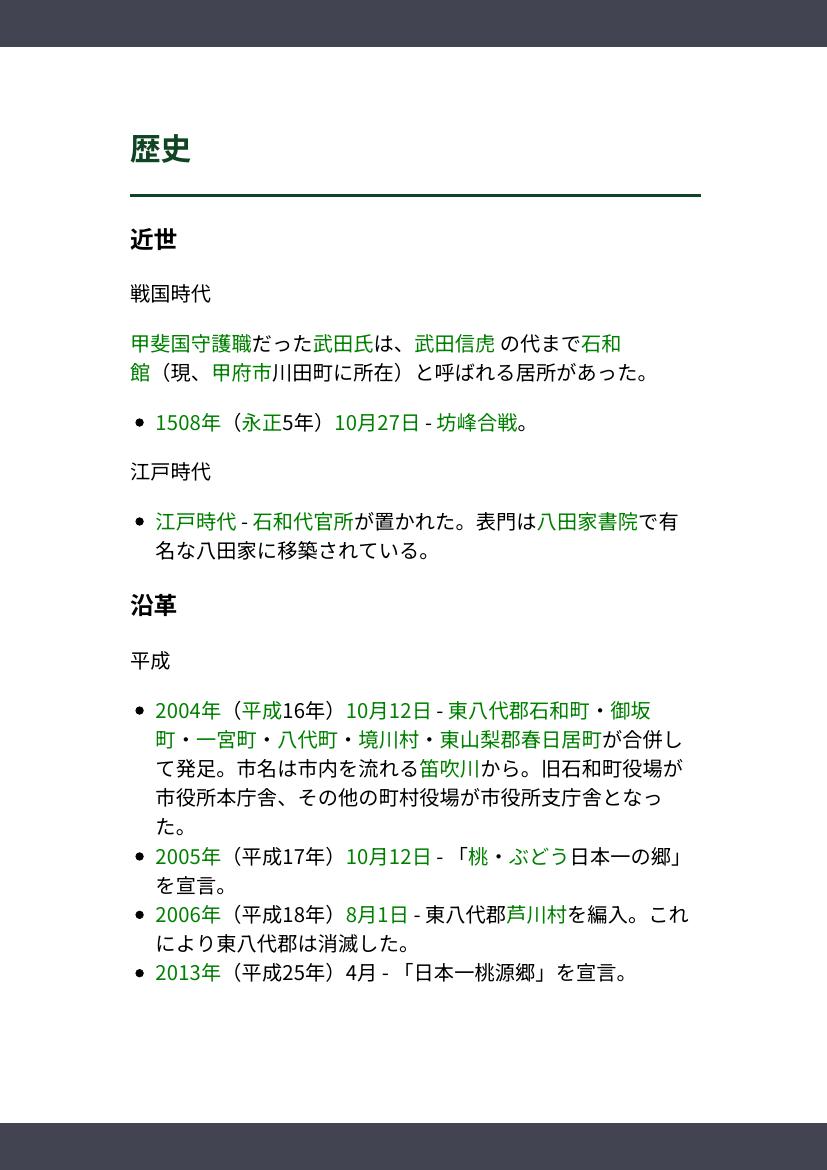 歴史
近世
戦国時代
甲斐国守護職だった武田氏は、武田信虎 の代まで石和
館（現、甲府市川田町に所在）と呼ばれる居所があった。
• 1508年（永正5年）10月27日 - 坊峰合戦。
江戸時代
• 江戸時代 - 石和代官所が置かれた。表門は八田家書院で有
名な八田家に移築されている。
沿革
平成
• 2004年（平成16年）10月12日 - 東八代郡石和町・御坂
町・一宮町・八代町・境川村・東山梨郡春日居町が合併し
て発足。市名は市内を流れる笛吹川から。旧石和町役場が
市役所本庁舎、その他の町村役場が市役所支庁舎となっ
た。
• 2005年（平成17年）10月12日 - 「桃・ぶどう日本一の郷」
を宣言。
• 2006年（平成18年）8月1日 - 東八代郡芦川村を編入。これ
により東八代郡は消滅した。
• 2013年（平成25年）4月 - 「日本一桃源郷」を宣言。